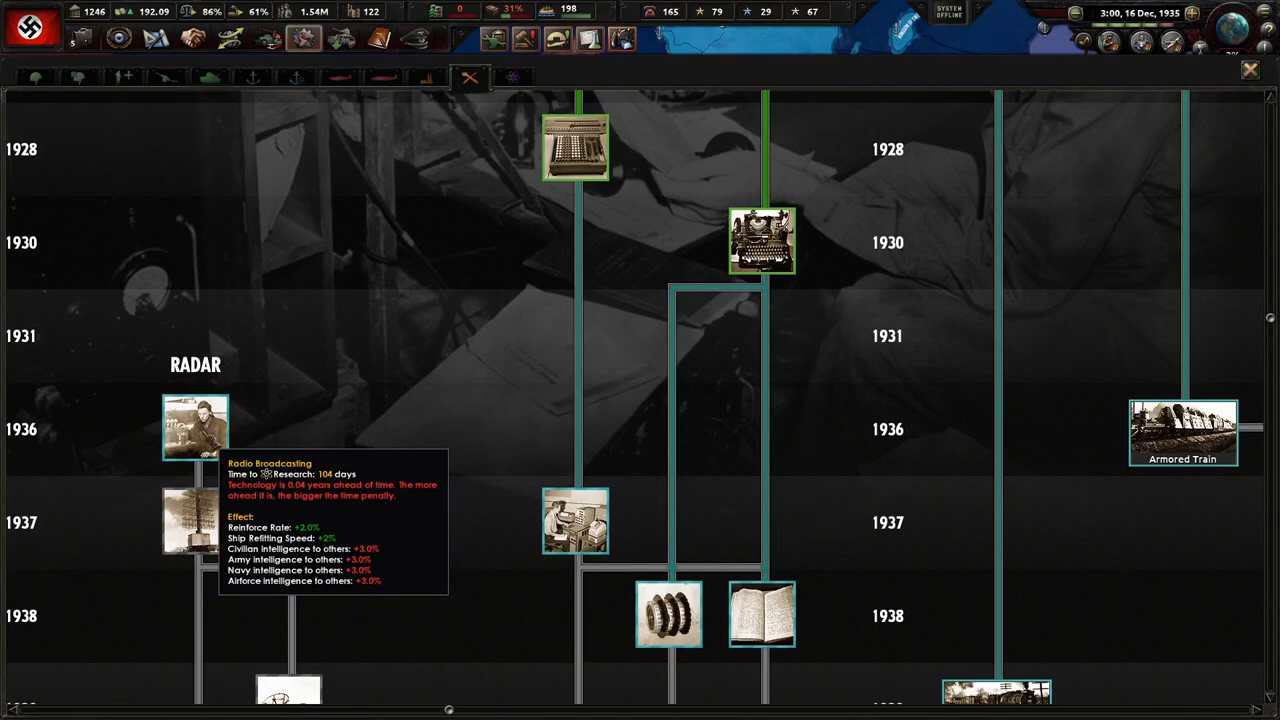 1246 192.09 86% 61% 1.54M 122 0 31% 198 165 79 29 67 SYSTEM OFFLINE 3:00, 16 Dec, 1935
5
1928 1928
1930 1930
1931 1931
RADAR
1936 1936
Armored Train
Radio Broadcasting
Time to Research: 104 days
Technology is 0.04 years ahead of time. The more
ahead it is, the bigger the time penalty.
Effect:
Reinforce Rate: +2.0%
Ship Refitting Speed: +2%
Civilian intelligence to others: +3.0%
Army intelligence to others: +3.0%
Navy intelligence to others: +3.0%
Airforce intelligence to others: +3.0%
1937 1937
1938 1938